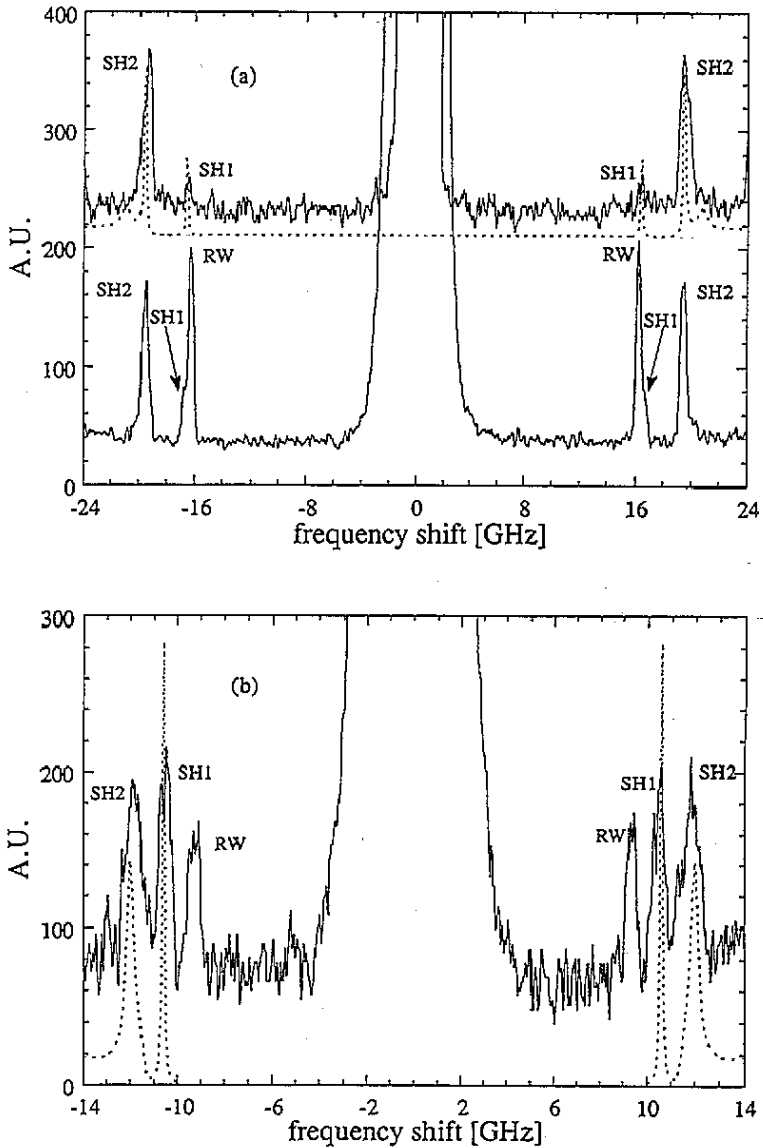 400
300
200
100
0
A.U.
(a)
SH2
SH1
SH1
SH2
RW
RW
SH2
SH1
SH1
SH2
-24
-16
-8
0
8
16
24
frequency shift [GHz]
300
200
100
0
A.U.
(b)
SH2
SH1
RW
SH1
SH2
RW
-14
-10
-6
-2
2
6
10
14
frequency shift [GHz]